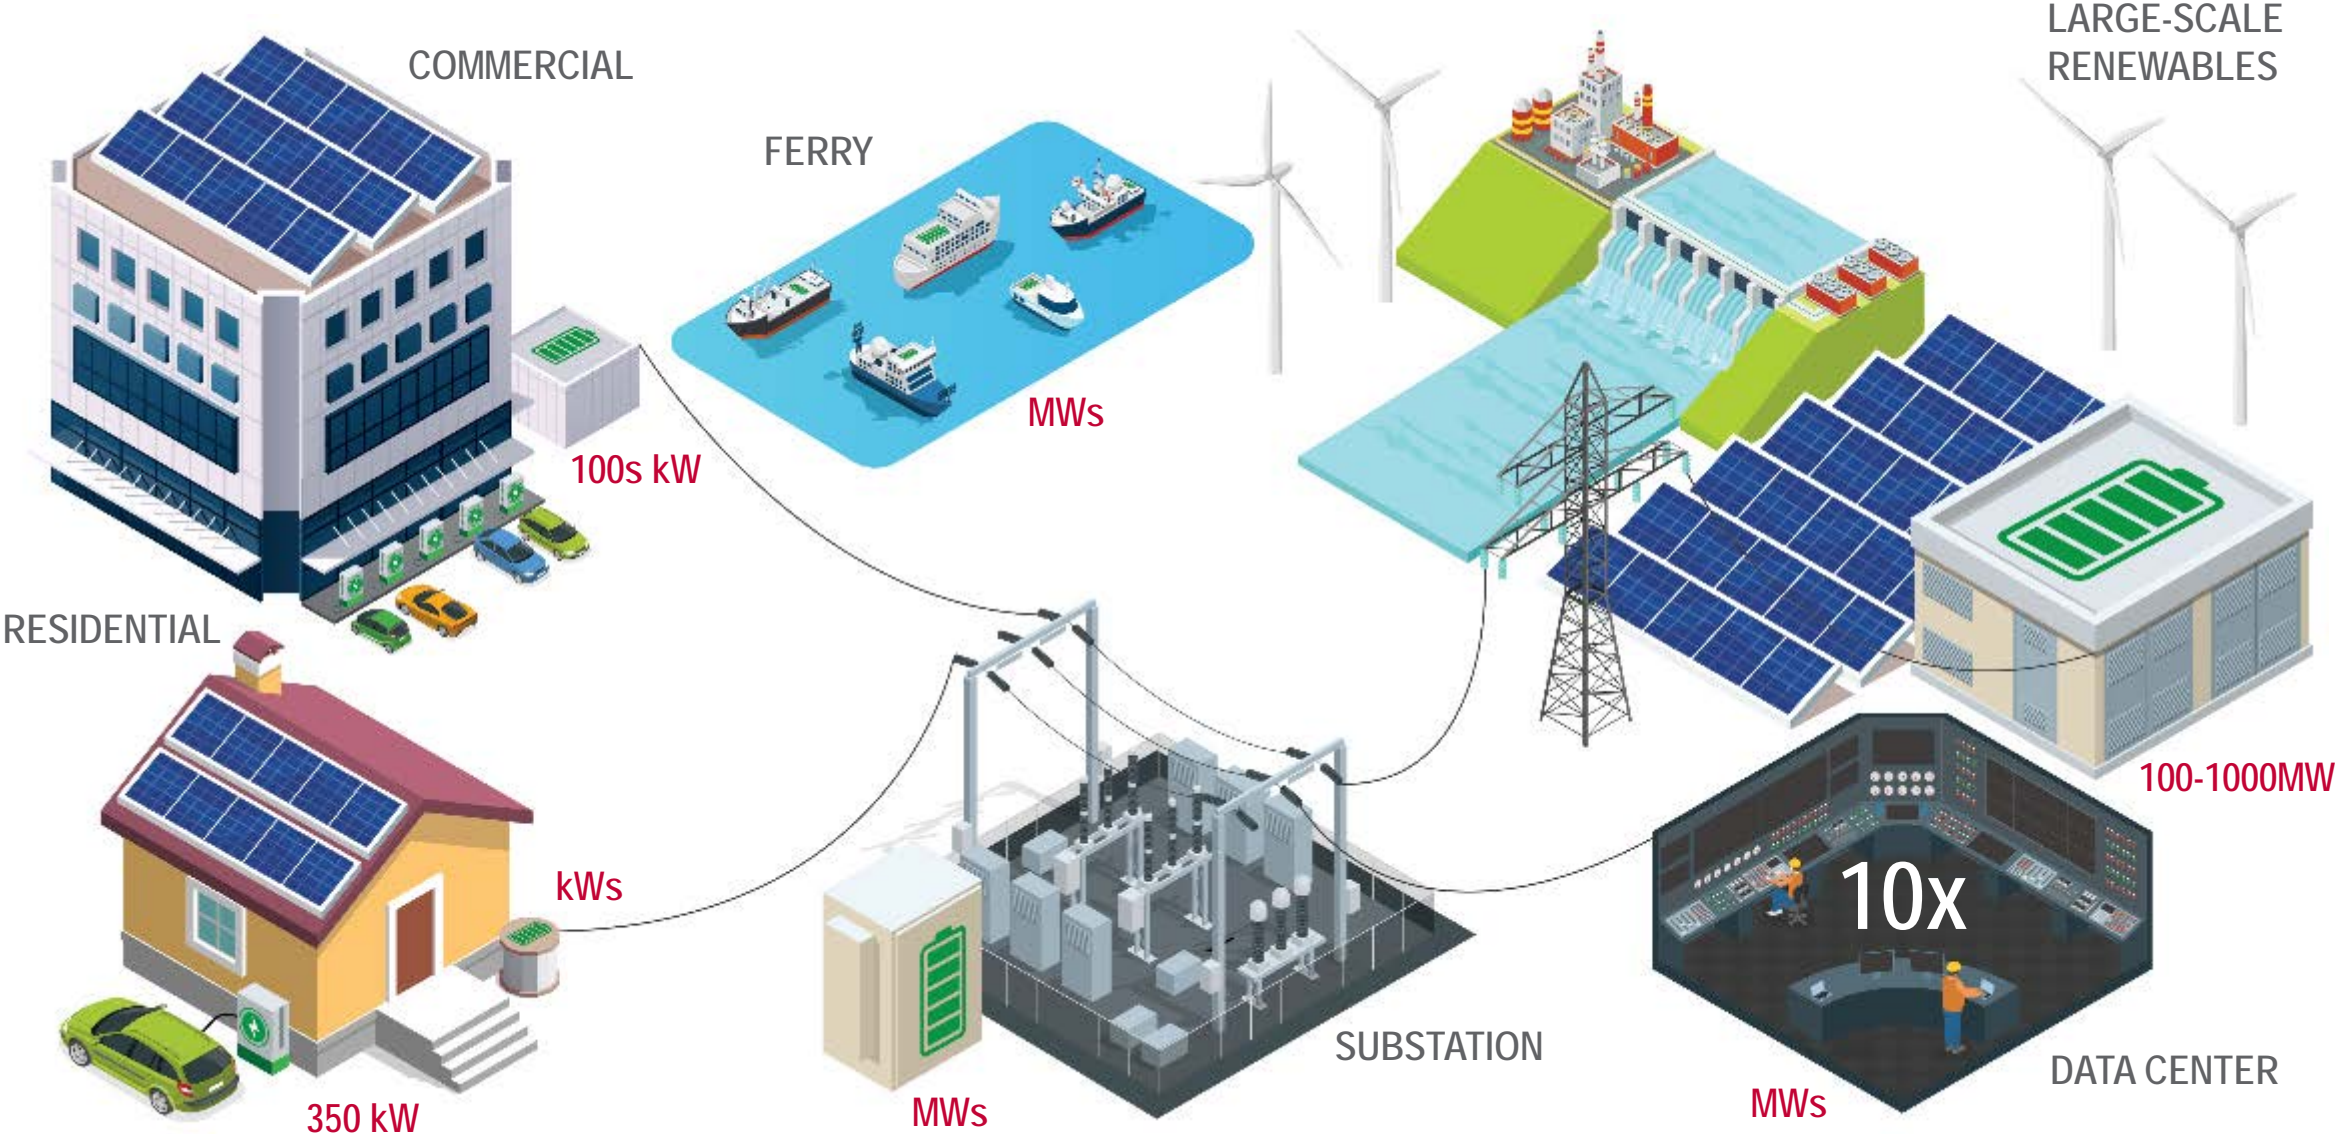 LARGE-SCALE
RENEWABLES
COMMERCIAL
FERRY
MWs
100s kW
RESIDENTIAL
100-1000MW
10x
kWs
SUBSTATION
DATA CENTER
MWs
MWs
350 kW